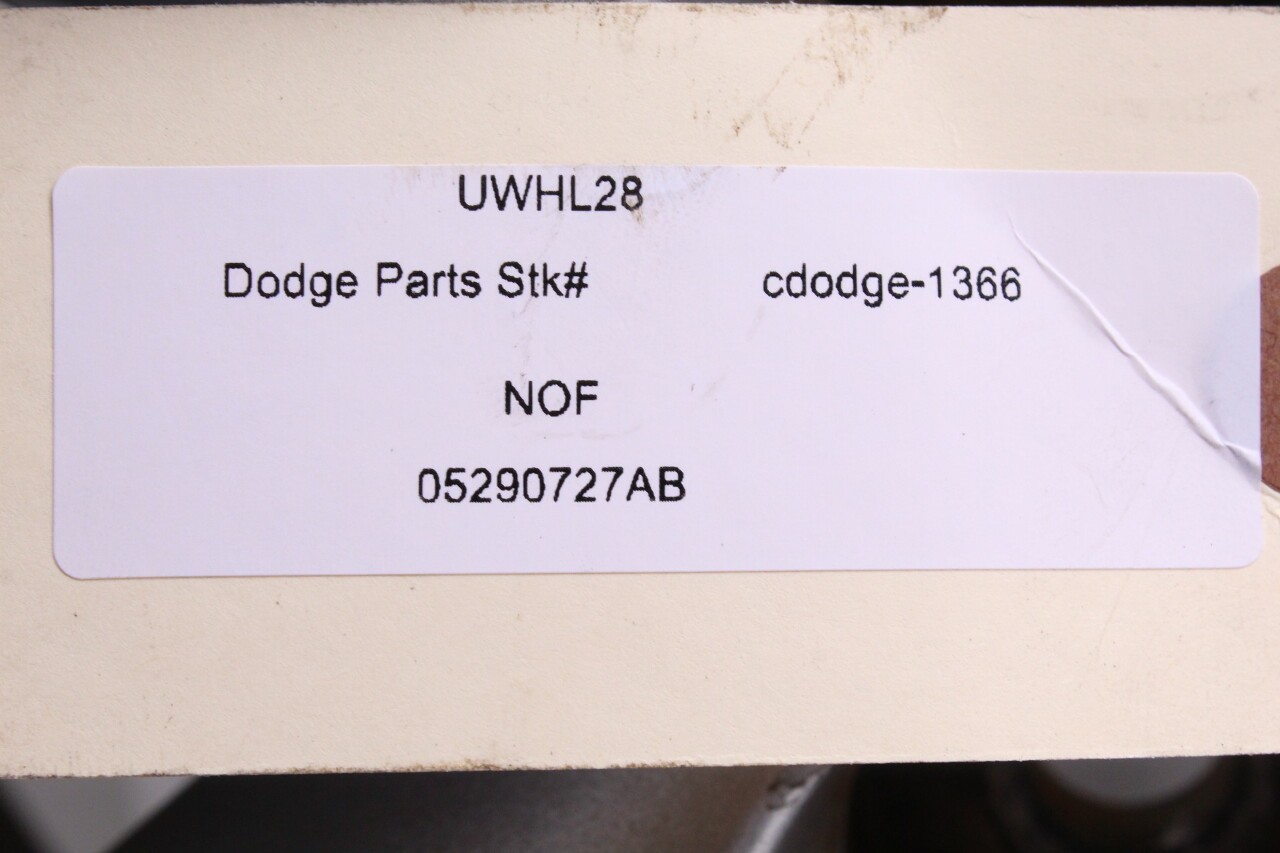 UWHL28
Dodge Parts Stk# cdodge-1366
NOF
05290727AB